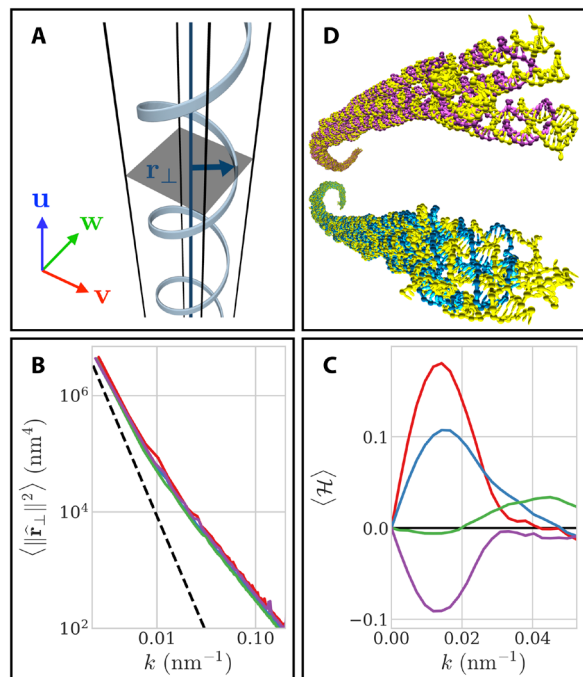 A
r⊥
u
w
v
D
B
⟨‖r̂⊥‖²⟩ (nm⁴)
10⁶
10⁴
10²
0.01
0.10
k (nm⁻¹)
C
⟨ℋ⟩
0.1
0.0
−0.1
0.00
0.02
0.04
k (nm⁻¹)